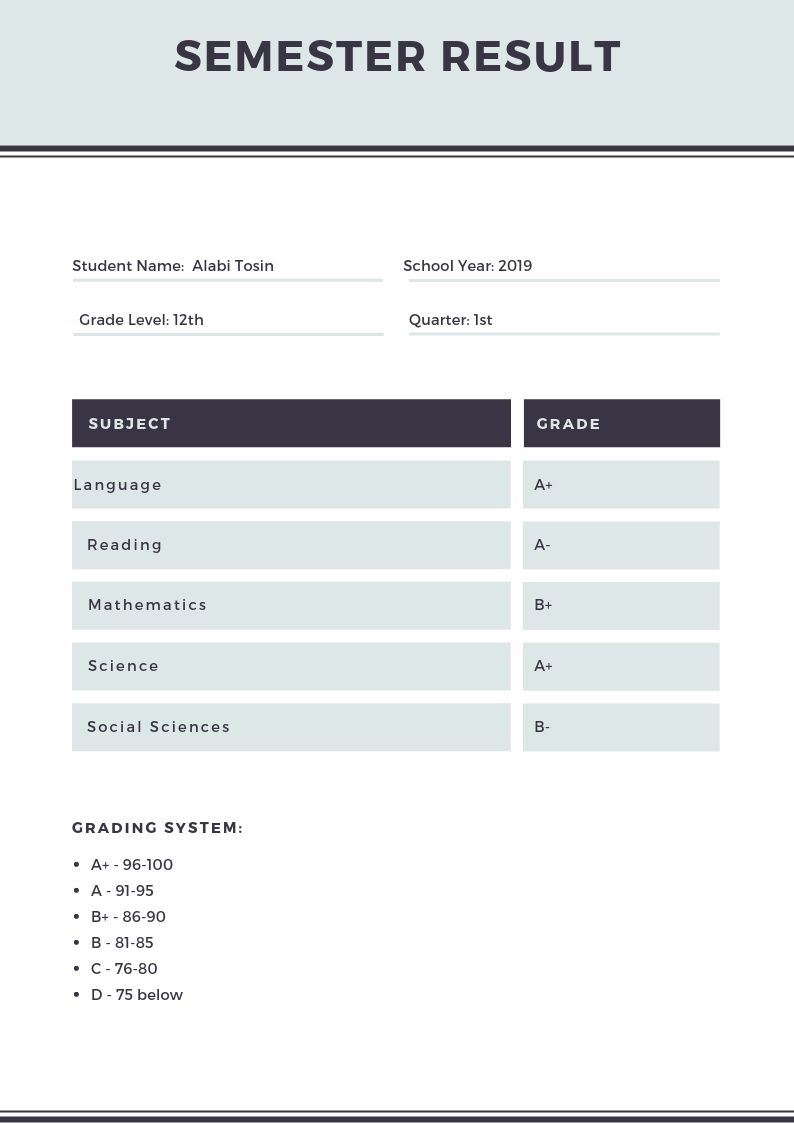 SEMESTER RESULT
Student Name:  Alabi Tosin
School Year: 2019
Grade Level: 12th
Quarter: 1st
SUBJECT GRADE
Language A+
Reading A-
Mathematics B+
Science A+
Social Sciences B-
GRADING SYSTEM:
• A+ - 96-100
• A - 91-95
• B+ - 86-90
• B - 81-85
• C - 76-80
• D - 75 below